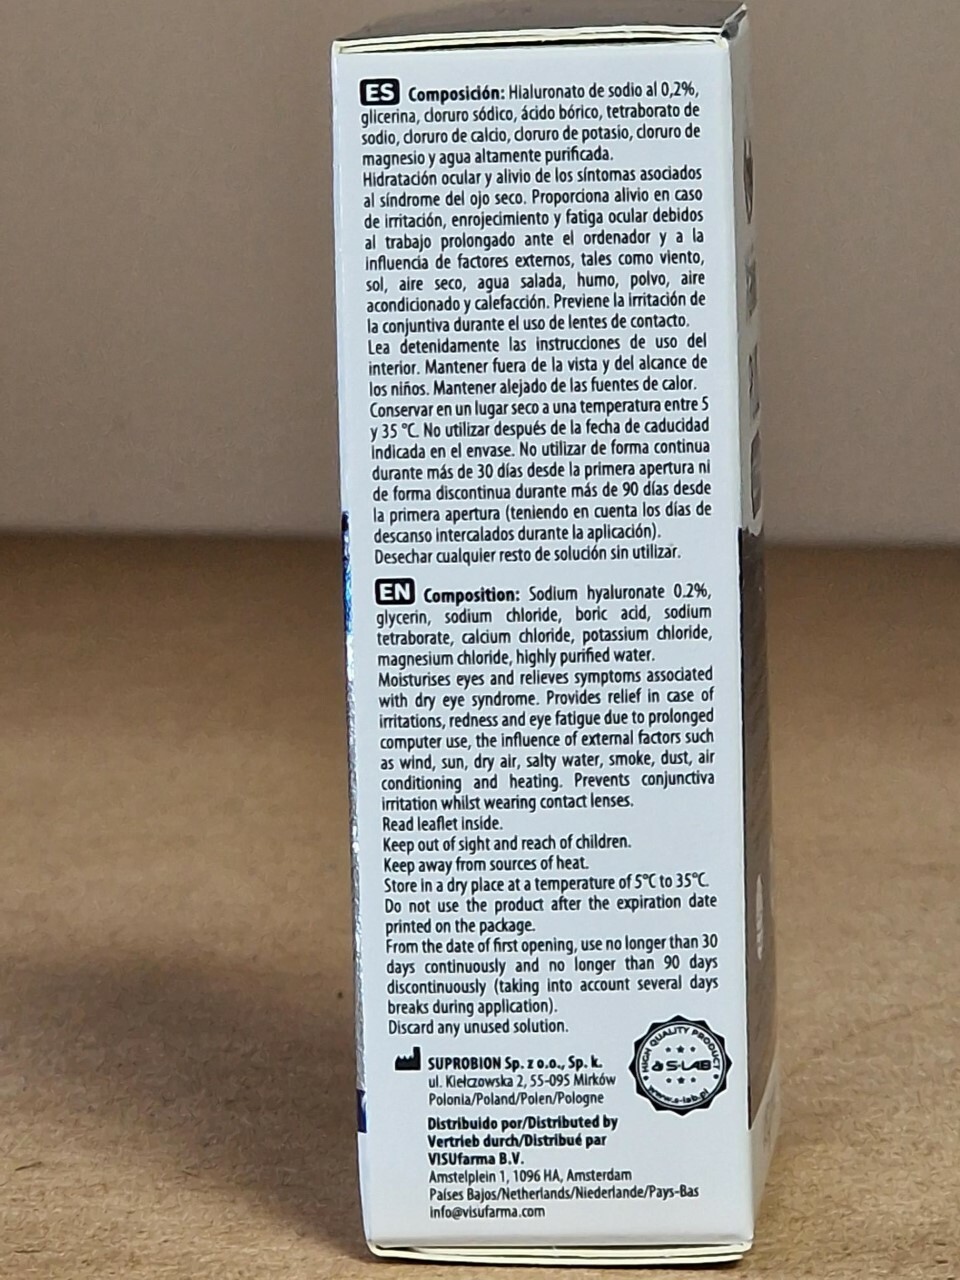 ES Composición: Hialuronato de sodio al 0,2%,
glicerina, cloruro sódico, ácido bórico, tetraborato de
sodio, cloruro de calcio, cloruro de potasio, cloruro de
magnesio y agua altamente purificada.
Hidratación ocular y alivio de los síntomas asociados
al síndrome del ojo seco. Proporciona alivio en caso
de irritación, enrojecimiento y fatiga ocular debidos
al trabajo prolongado ante el ordenador y a la
influencia de factores externos, tales como viento,
sol, aire seco, agua salada, humo, polvo, aire
acondicionado y calefacción. Previene la irritación de
la conjuntiva durante el uso de lentes de contacto.
Lea detenidamente las instrucciones de uso del
interior. Mantener fuera de la vista y del alcance de
los niños. Mantener alejado de las fuentes de calor.
Conservar en un lugar seco a una temperatura entre 5
y 35 °C. No utilizar después de la fecha de caducidad
indicada en el envase. No utilizar de forma continua
durante más de 30 días desde la primera apertura ni
de forma discontinua durante más de 90 días desde
la primera apertura (teniendo en cuenta los días de
descanso intercalados durante la aplicación).
Desechar cualquier resto de solución sin utilizar.
EN Composition: Sodium hyaluronate 0.2%,
glycerin, sodium chloride, boric acid, sodium
tetraborate, calcium chloride, potassium chloride,
magnesium chloride, highly purified water.
Moisturises eyes and relieves symptoms associated
with dry eye syndrome. Provides relief in case of
irritations, redness and eye fatigue due to prolonged
computer use, the influence of external factors such
as wind, sun, dry air, salty water, smoke, dust, air
conditioning and heating. Prevents conjunctiva
irritation whilst wearing contact lenses.
Read leaflet inside.
Keep out of sight and reach of children.
Keep away from sources of heat.
Store in a dry place at a temperature of 5°C to 35°C.
Do not use the product after the expiration date
printed on the package.
From the date of first opening, use no longer than 30
days continuously and no longer than 90 days
discontinuously (taking into account several days
breaks during application).
Discard any unused solution.
SUPROBION Sp. z o.o., Sp. k.
ul. Kiełczowska 2, 55-095 Mirków
Polonia/Poland/Polen/Pologne
HIGH QUALITY PRODUCT
S-LAB
www.s-lab.pl
Distribuido por/Distributed by
Vertrieb durch/Distribué par
VISUfarma B.V.
Amstelplein 1, 1096 HA, Amsterdam
Países Bajos/Netherlands/Niederlande/Pays-Bas
info@visufarma.com